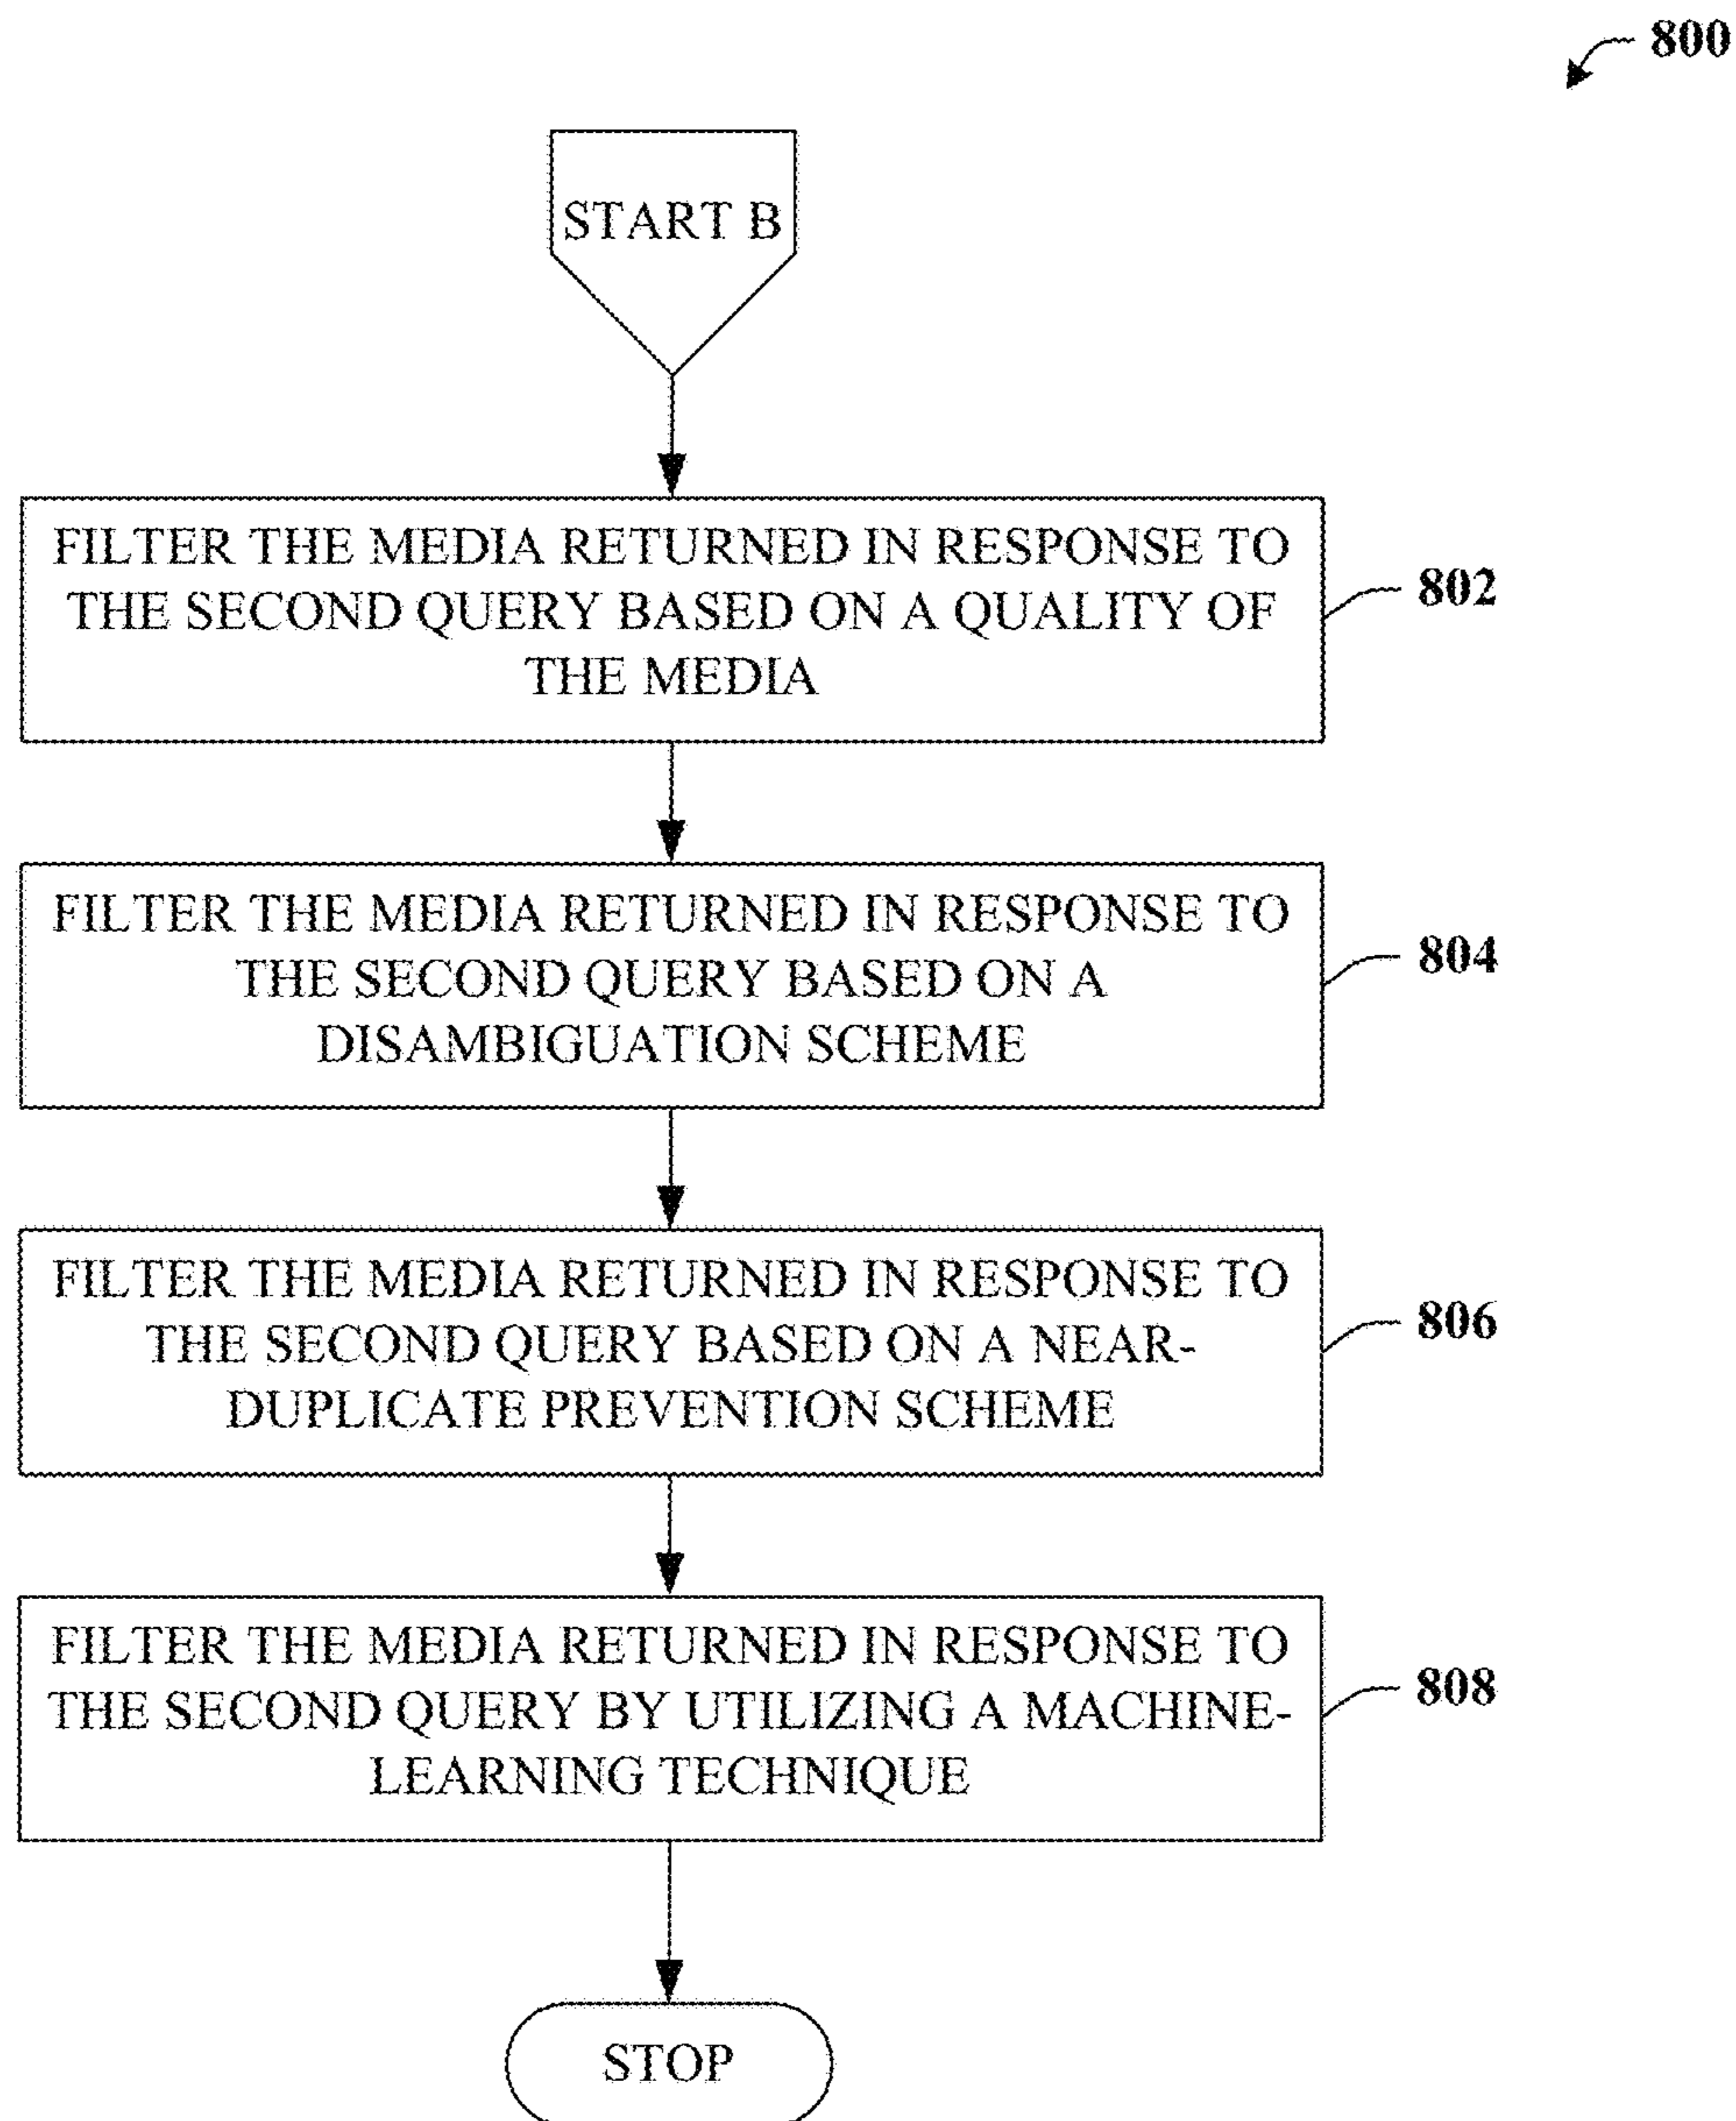 800
START B
FILTER THE MEDIA RETURNED IN RESPONSE TO
THE SECOND QUERY BASED ON A QUALITY OF
THE MEDIA
802
FILTER THE MEDIA RETURNED IN RESPONSE TO
THE SECOND QUERY BASED ON A
DISAMBIGUATION SCHEME
804
FILTER THE MEDIA RETURNED IN RESPONSE TO
THE SECOND QUERY BASED ON A NEAR-
DUPLICATE PREVENTION SCHEME
806
FILTER THE MEDIA RETURNED IN RESPONSE TO
THE SECOND QUERY BY UTILIZING A MACHINE-
LEARNING TECHNIQUE
808
STOP